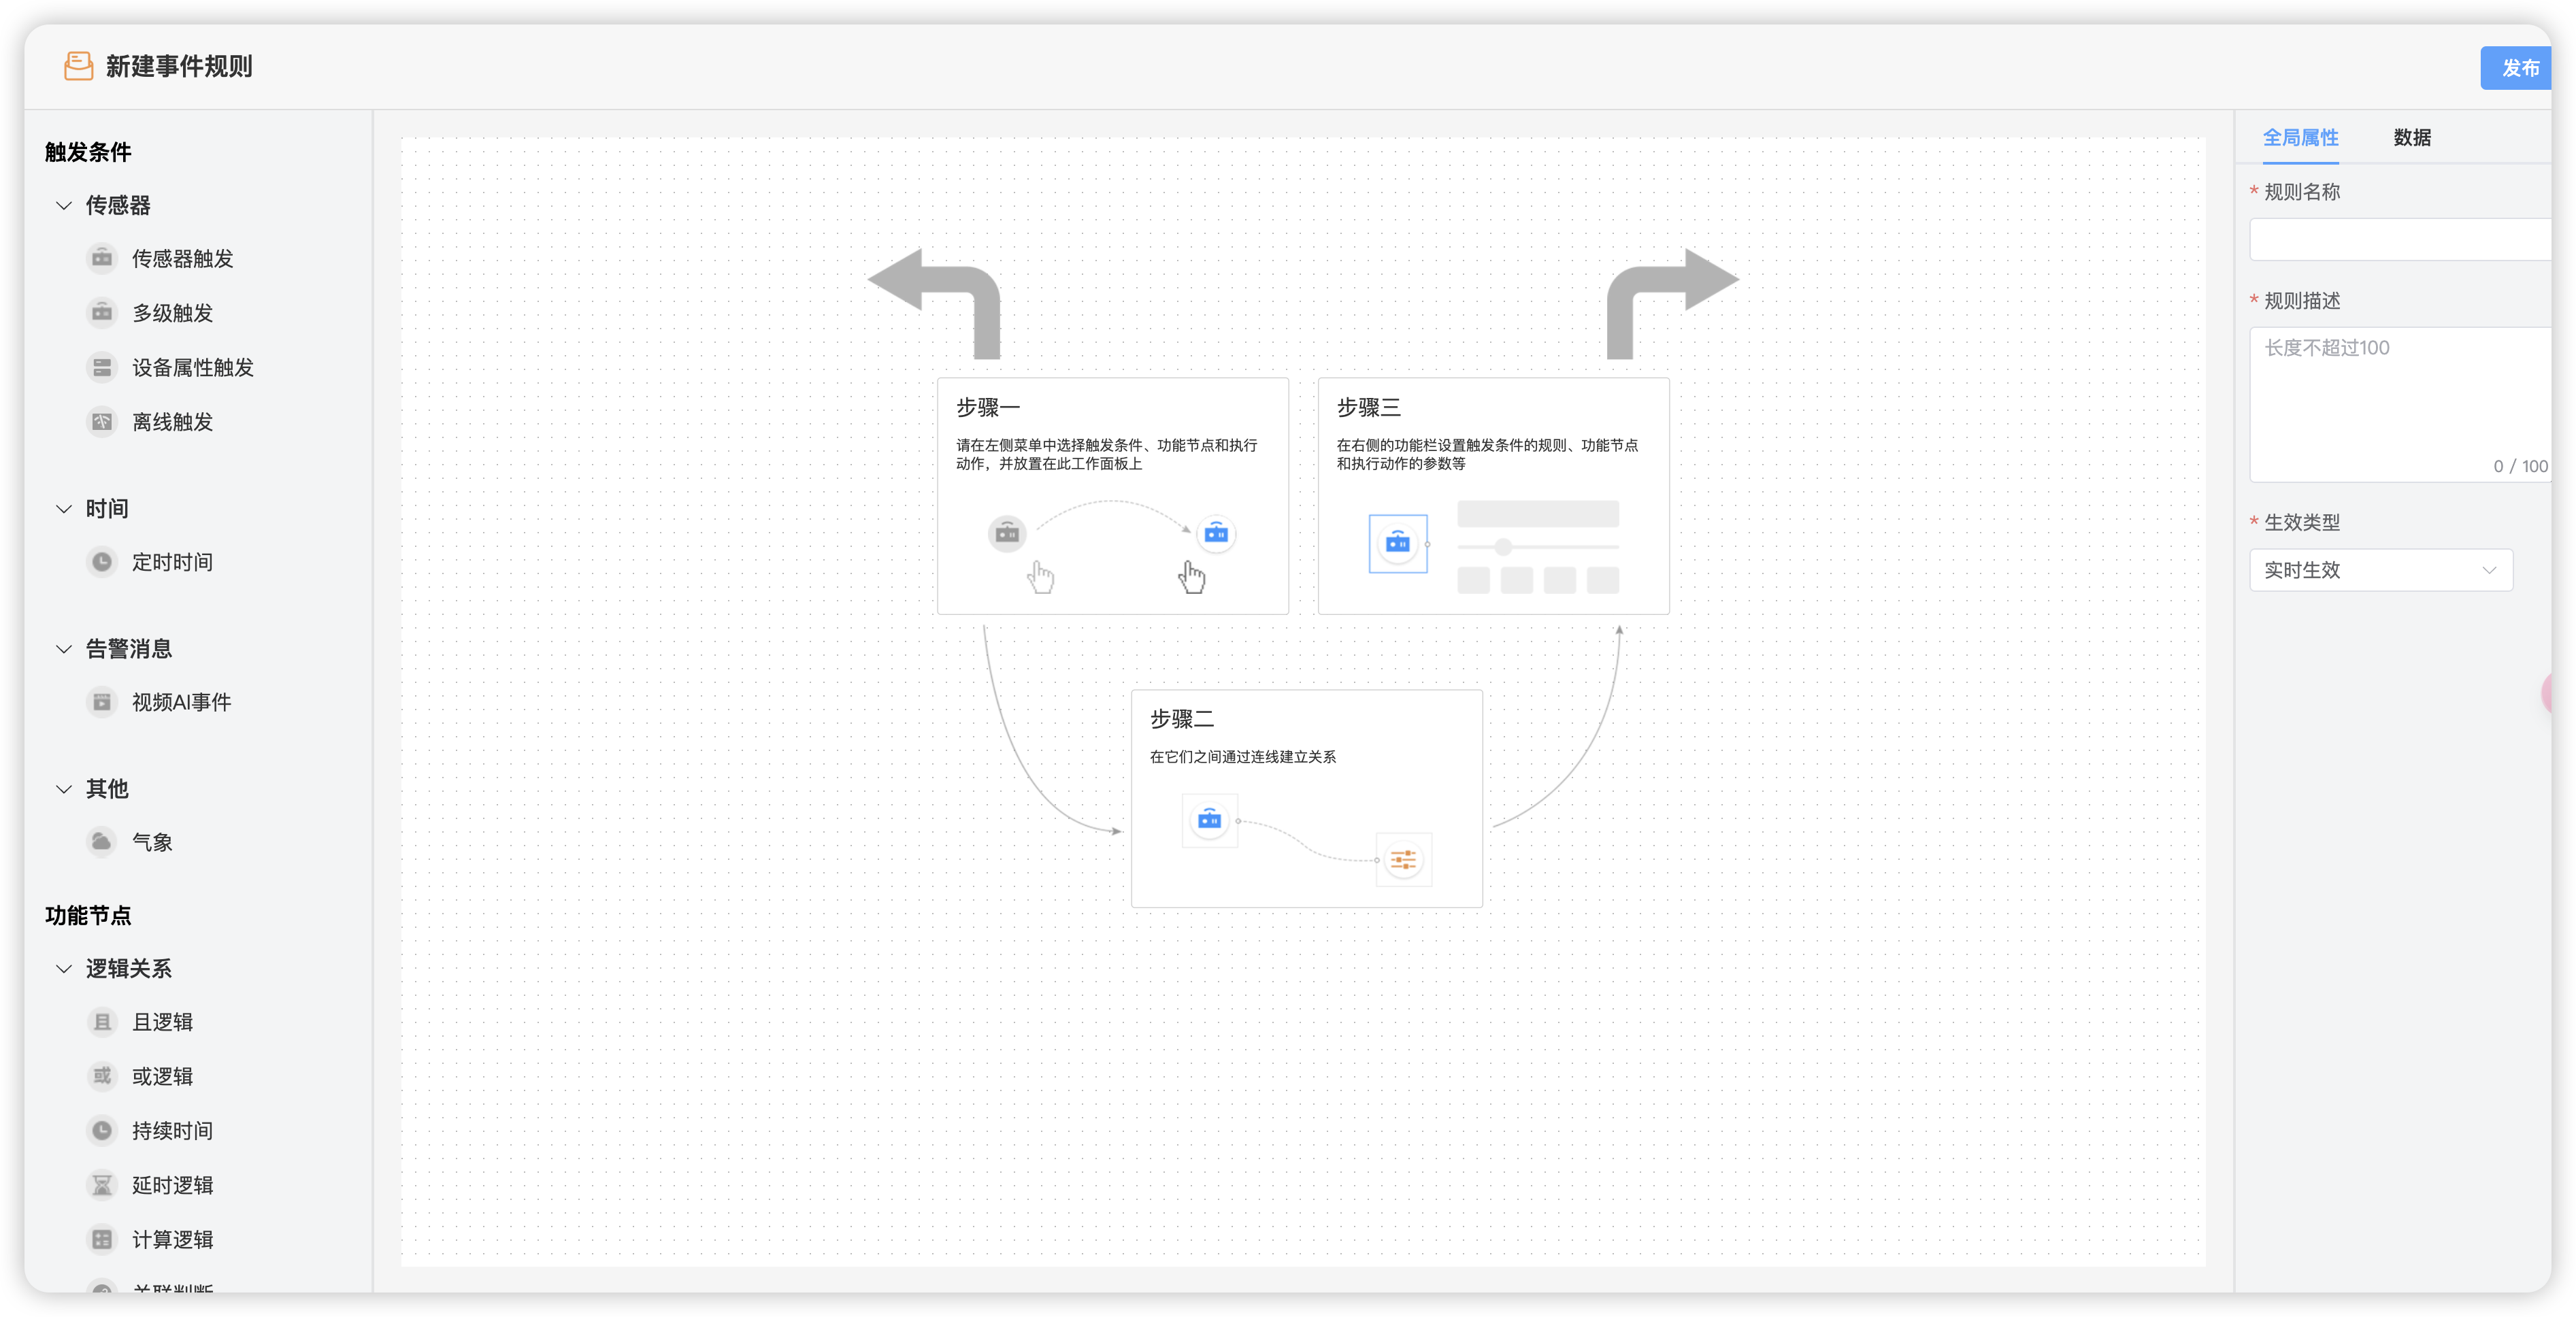 新建事件规则
发布
触发条件
传感器
传感器触发
多级触发
设备属性触发
离线触发
时间
定时时间
告警消息
视频AI事件
其他
气象
功能节点
逻辑关系
且
且逻辑
或
或逻辑
持续时间
延时逻辑
计算逻辑
关联判断
步骤一
请在左侧菜单中选择触发条件、功能节点和执行
动作，并放置在此工作面板上
步骤二
在它们之间通过连线建立关系
步骤三
在右侧的功能栏设置触发条件的规则、功能节点
和执行动作的参数等
全局属性 数据
* 规则名称
* 规则描述
长度不超过100
0 / 100
* 生效类型
实时生效